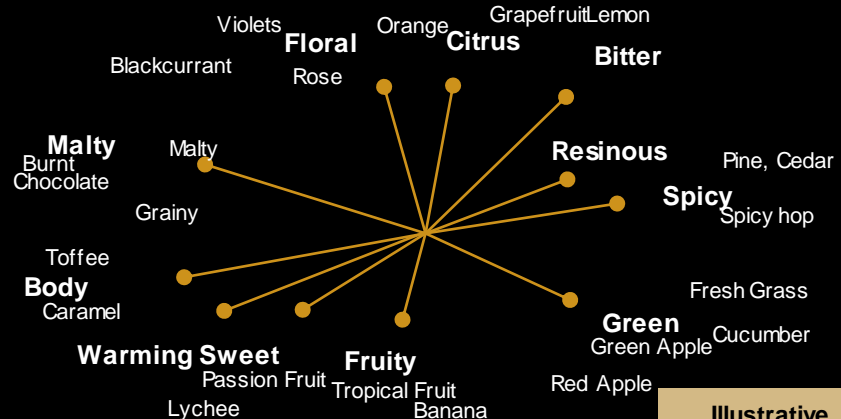 GrapefruitLemon
Violets
Orange
Floral
Citrus
Bitter
Blackcurrant
Rose
Malty
Malty
Resinous
Burnt
Pine, Cedar
Chocolate
Spicy
Grainy
Spicy hop
Toffee
Body
Fresh Grass
Caramel
Green
Cucumber
Green Apple
Warming Sweet
Fruity
Passion Fruit
Tropical Fruit
Red Apple
Lychee
Banana
Illustrative